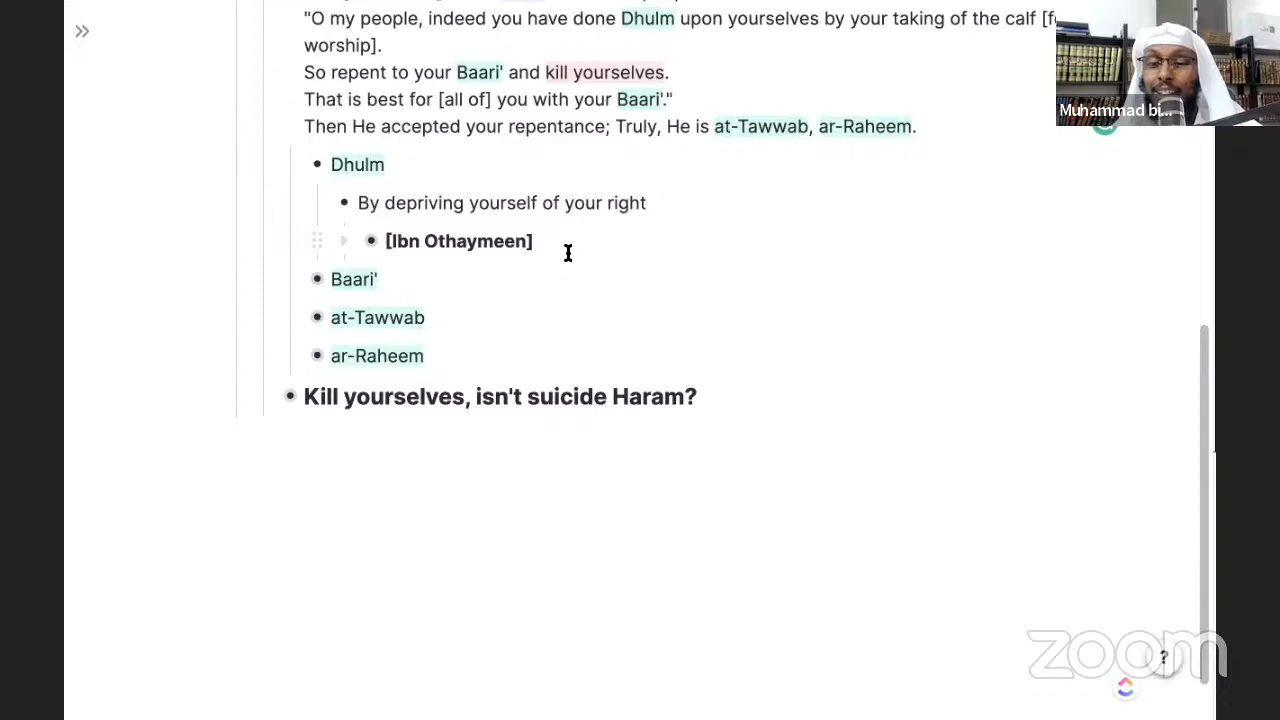 "O my people, indeed you have done Dhulm upon yourselves by your taking of the calf
worship].
So repent to your Baari' and kill yourselves.
That is best for [all of] you with your Baari'."
Then He accepted your repentance; Truly, He is at-Tawwab, ar-Raheem.
Muhammad bi...
Dhulm
By depriving yourself of your right
[Ibn Othaymeen]
Baari'
at-Tawwab
ar-Raheem
Kill yourselves, isn't suicide Haram?
zoom
?